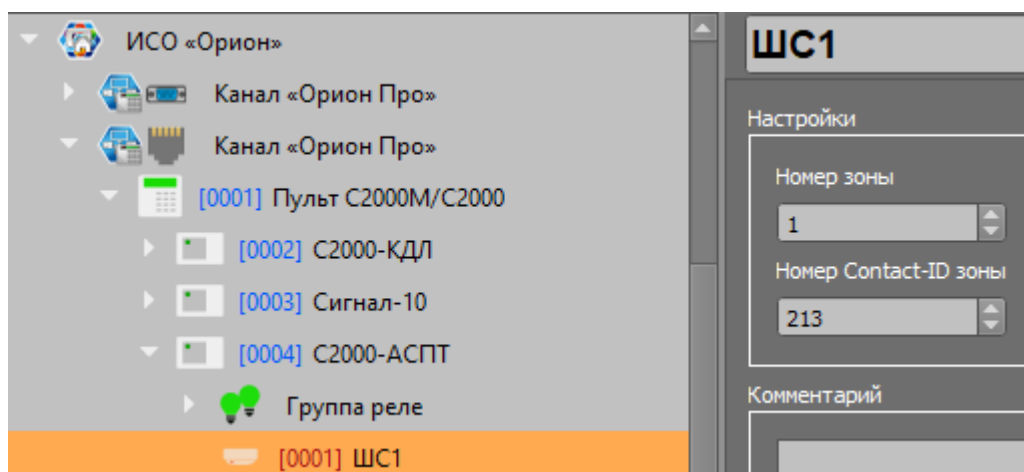 ИСО «Орион»
Канал «Орион Про»
Канал «Орион Про»
[0001] Пульт С2000М/С2000
[0002] С2000-КДЛ
[0003] Сигнал-10
[0004] С2000-АСПТ
Группа реле
[0001] ШС1
ШС1
Настройки
Номер зоны
1
Номер Contact-ID зоны
213
Комментарий